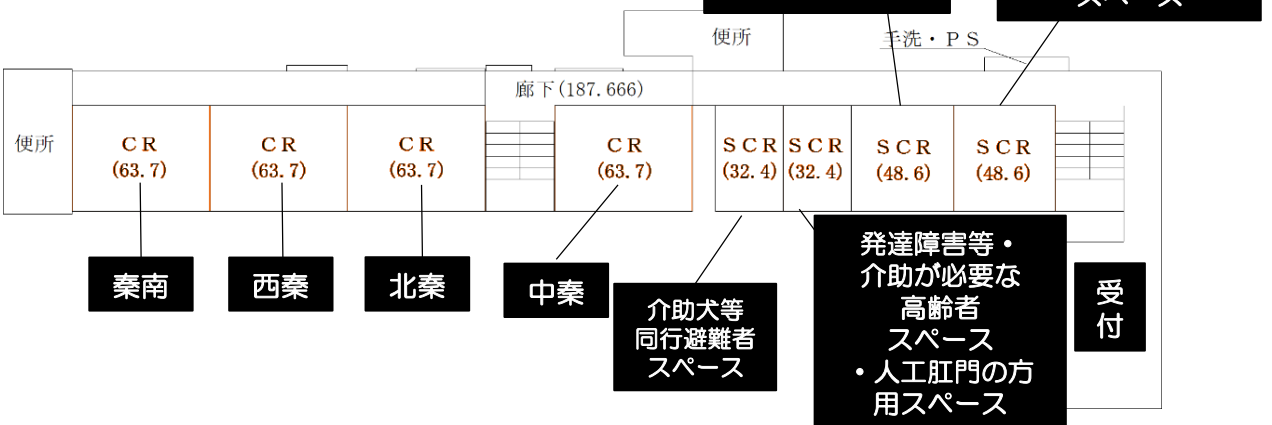 スペース
便所
手洗・ＰＳ
廊下(187.666)
便所
ＣＲ
(63.7)
ＣＲ
(63.7)
ＣＲ
(63.7)
ＣＲ
(63.7)
ＳＣＲ
(32.4)
ＳＣＲ
(32.4)
ＳＣＲ
(48.6)
ＳＣＲ
(48.6)
秦南
西秦
北秦
中秦
介助犬等
同行避難者
スペース
発達障害等・
介助が必要な
高齢者
スペース
・人工肛門の方
用スペース
受
付